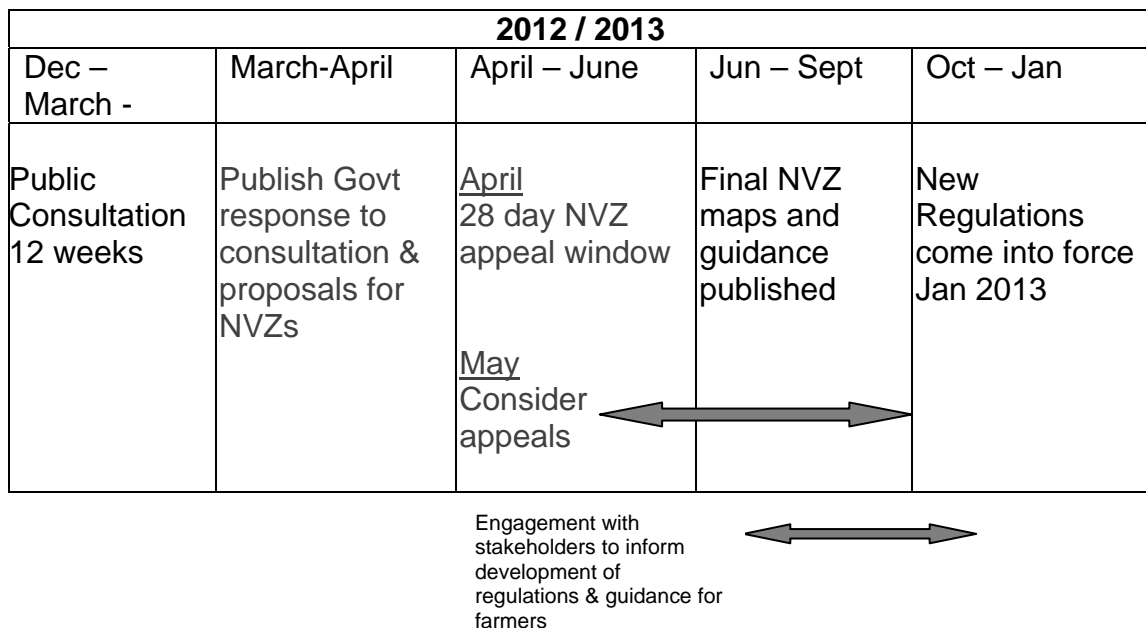 2012 / 2013
Dec –
March -
March-April
April – June
Jun – Sept
Oct – Jan
Public
Consultation
12 weeks
Publish Govt
response to
consultation &
proposals for
NVZs
April
28 day NVZ
appeal window
May
Consider
appeals
Final NVZ
maps and
guidance
published
New
Regulations
come into force
Jan 2013
Engagement with
stakeholders to inform
development of
regulations & guidance for
farmers